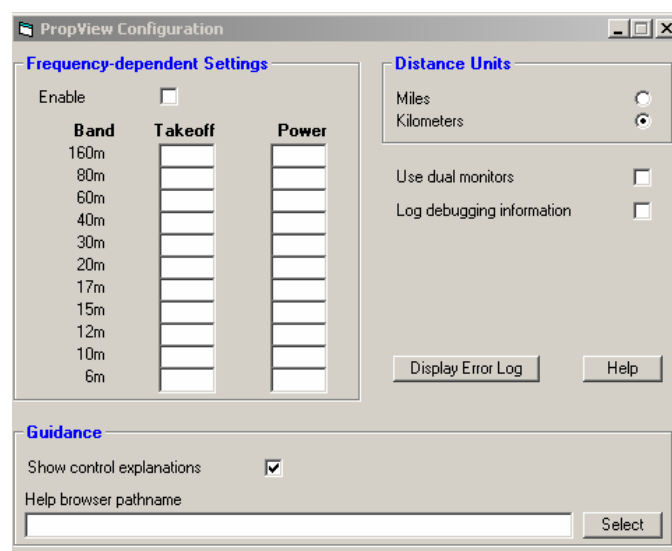 PropView Configuration
Frequency-dependent Settings
Enable
Band Takeoff Power
160m
80m
60m
40m
30m
20m
17m
15m
12m
10m
6m
Distance Units
Miles
Kilometers
Use dual monitors
Log debugging information
Display Error Log Help
Guidance
Show control explanations
Help browser pathname
Select